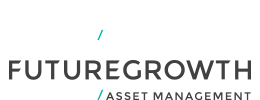 /
FUTUREGROWTH
/ ASSET MANAGEMENT